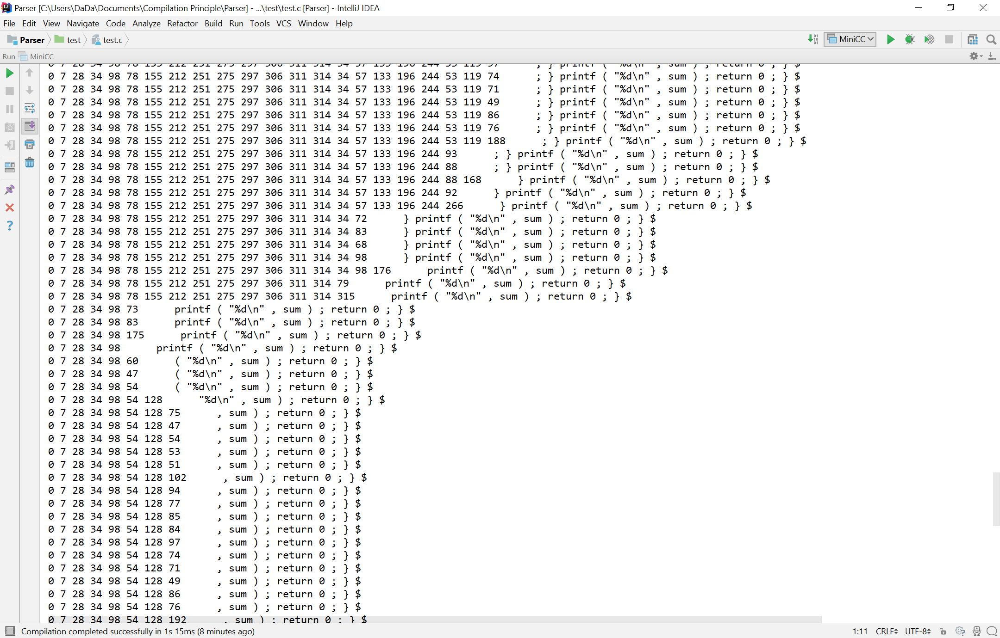 Parser [C:\Users\DaDa\Documents\Compilation Principle\Parser] - ...\test\test.c [Parser] - IntelliJ IDEA
File Edit View Navigate Code Analyze Refactor Build Run Tools VCS Window Help
Parser test test.c MiniCC
Run MiniCC
0 7 28 34 98 78 155 212 251 275 297 306 311 314 34 57 133 196 244 53 119 97 ; } printf ( "%d\n" , sum ) ; return 0 ; } $
0 7 28 34 98 78 155 212 251 275 297 306 311 314 34 57 133 196 244 53 119 74 ; } printf ( "%d\n" , sum ) ; return 0 ; } $
0 7 28 34 98 78 155 212 251 275 297 306 311 314 34 57 133 196 244 53 119 71 ; } printf ( "%d\n" , sum ) ; return 0 ; } $
0 7 28 34 98 78 155 212 251 275 297 306 311 314 34 57 133 196 244 53 119 49 ; } printf ( "%d\n" , sum ) ; return 0 ; } $
0 7 28 34 98 78 155 212 251 275 297 306 311 314 34 57 133 196 244 53 119 86 ; } printf ( "%d\n" , sum ) ; return 0 ; } $
0 7 28 34 98 78 155 212 251 275 297 306 311 314 34 57 133 196 244 53 119 76 ; } printf ( "%d\n" , sum ) ; return 0 ; } $
0 7 28 34 98 78 155 212 251 275 297 306 311 314 34 57 133 196 244 53 119 188 ; } printf ( "%d\n" , sum ) ; return 0 ; } $
0 7 28 34 98 78 155 212 251 275 297 306 311 314 34 57 133 196 244 93 ; } printf ( "%d\n" , sum ) ; return 0 ; } $
0 7 28 34 98 78 155 212 251 275 297 306 311 314 34 57 133 196 244 88 ; } printf ( "%d\n" , sum ) ; return 0 ; } $
0 7 28 34 98 78 155 212 251 275 297 306 311 314 34 57 133 196 244 88 168 } printf ( "%d\n" , sum ) ; return 0 ; } $
0 7 28 34 98 78 155 212 251 275 297 306 311 314 34 57 133 196 244 92 } printf ( "%d\n" , sum ) ; return 0 ; } $
0 7 28 34 98 78 155 212 251 275 297 306 311 314 34 57 133 196 244 266 } printf ( "%d\n" , sum ) ; return 0 ; } $
0 7 28 34 98 78 155 212 251 275 297 306 311 314 34 72 } printf ( "%d\n" , sum ) ; return 0 ; } $
0 7 28 34 98 78 155 212 251 275 297 306 311 314 34 83 } printf ( "%d\n" , sum ) ; return 0 ; } $
0 7 28 34 98 78 155 212 251 275 297 306 311 314 34 68 } printf ( "%d\n" , sum ) ; return 0 ; } $
0 7 28 34 98 78 155 212 251 275 297 306 311 314 34 98 } printf ( "%d\n" , sum ) ; return 0 ; } $
0 7 28 34 98 78 155 212 251 275 297 306 311 314 34 98 176 printf ( "%d\n" , sum ) ; return 0 ; } $
0 7 28 34 98 78 155 212 251 275 297 306 311 314 79 printf ( "%d\n" , sum ) ; return 0 ; } $
0 7 28 34 98 78 155 212 251 275 297 306 311 314 315 printf ( "%d\n" , sum ) ; return 0 ; } $
0 7 28 34 98 73 printf ( "%d\n" , sum ) ; return 0 ; } $
0 7 28 34 98 83 printf ( "%d\n" , sum ) ; return 0 ; } $
0 7 28 34 98 175 printf ( "%d\n" , sum ) ; return 0 ; } $
0 7 28 34 98 printf ( "%d\n" , sum ) ; return 0 ; } $
0 7 28 34 98 60 ( "%d\n" , sum ) ; return 0 ; } $
0 7 28 34 98 47 ( "%d\n" , sum ) ; return 0 ; } $
0 7 28 34 98 54 ( "%d\n" , sum ) ; return 0 ; } $
0 7 28 34 98 54 128 "%d\n" , sum ) ; return 0 ; } $
0 7 28 34 98 54 128 75 , sum ) ; return 0 ; } $
0 7 28 34 98 54 128 47 , sum ) ; return 0 ; } $
0 7 28 34 98 54 128 54 , sum ) ; return 0 ; } $
0 7 28 34 98 54 128 53 , sum ) ; return 0 ; } $
0 7 28 34 98 54 128 51 , sum ) ; return 0 ; } $
0 7 28 34 98 54 128 102 , sum ) ; return 0 ; } $
0 7 28 34 98 54 128 94 , sum ) ; return 0 ; } $
0 7 28 34 98 54 128 77 , sum ) ; return 0 ; } $
0 7 28 34 98 54 128 85 , sum ) ; return 0 ; } $
0 7 28 34 98 54 128 84 , sum ) ; return 0 ; } $
0 7 28 34 98 54 128 97 , sum ) ; return 0 ; } $
0 7 28 34 98 54 128 74 , sum ) ; return 0 ; } $
0 7 28 34 98 54 128 71 , sum ) ; return 0 ; } $
0 7 28 34 98 54 128 49 , sum ) ; return 0 ; } $
0 7 28 34 98 54 128 86 , sum ) ; return 0 ; } $
0 7 28 34 98 54 128 76 , sum ) ; return 0 ; } $
0 7 28 34 98 54 128 192 , sum ) ; return 0 ; } $
Compilation completed successfully in 1s 15ms (8 minutes ago) 1:11 CRLF UTF-8